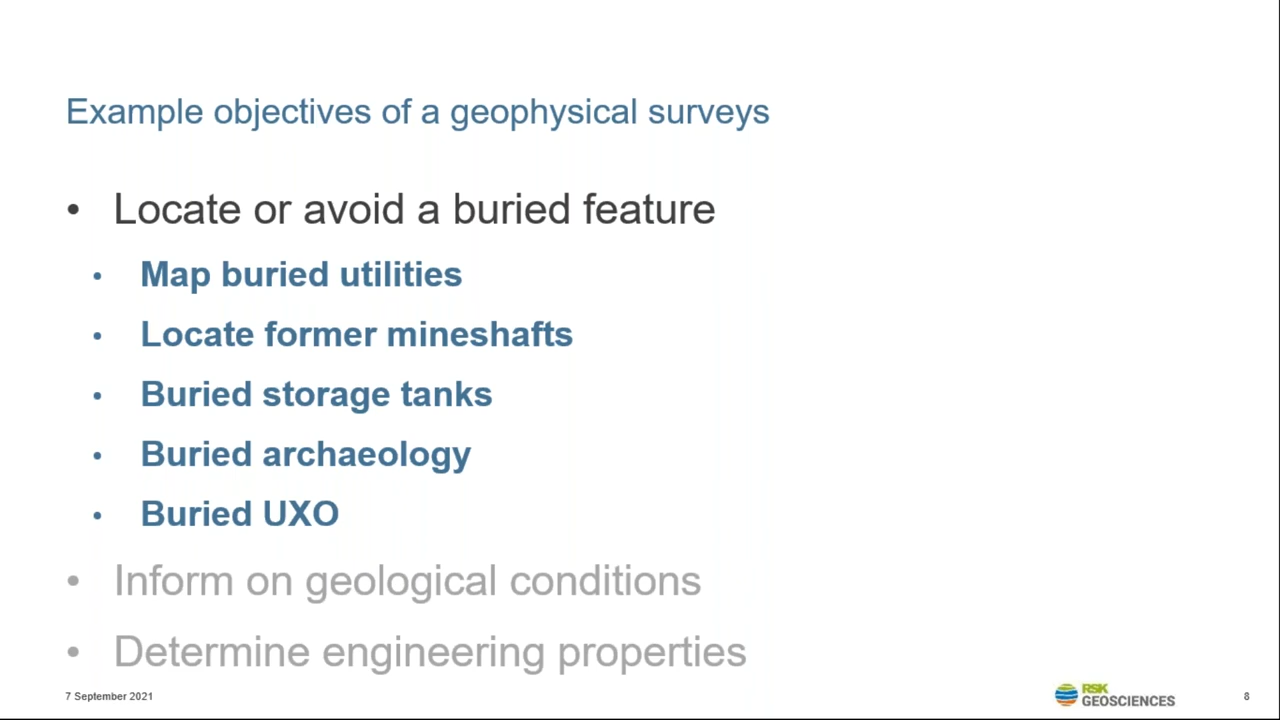 Example objectives of a geophysical surveys
• Locate or avoid a buried feature
• Map buried utilities
• Locate former mineshafts
• Buried storage tanks
• Buried archaeology
• Buried UXO
• Inform on geological conditions
• Determine engineering properties
7 September 2021
RSK
GEOSCIENCES
8